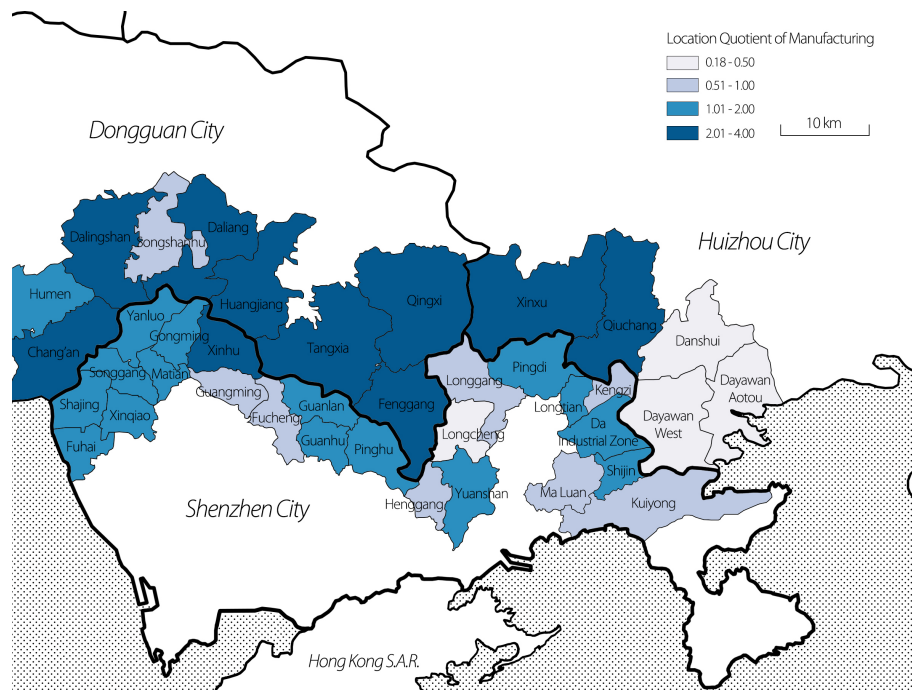 Location Quotient of Manufacturing
0.18 - 0.50
0.51 - 1.00
1.01 - 2.00
2.01 - 4.00
10 km
Dongguan City
Huizhou City
Shenzhen City
Hong Kong S.A.R.
Dalingshan
Songshanhu
Daliang
Humen
Huangjiang
Qingxi
Xinxu
Qiuchang
Yanluo
Gongming
Chang'an
Xinhu
Tangxia
Danshui
Songgang
Matian
Guangming
Longgang
Pingdi
Kengzi
Dayawan
Aotou
Shajing
Xinqiao
Fucheng
Guanlan
Fenggang
Longtian
Dayawan
West
Fuhai
Guanhu
Pinghu
Longcheng
Da
Industrial Zone
Shijin
Henggang
Yuanshan
Ma Luan
Kuiyong